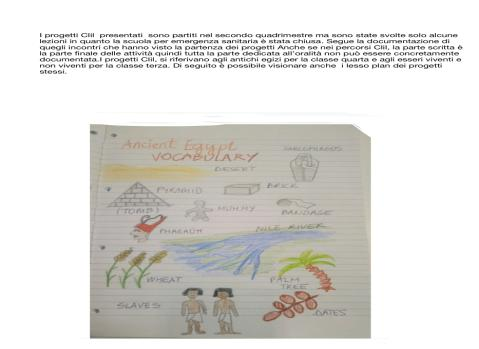 I progetti Clil  presentati  sono partiti nel secondo quadrimestre ma sono state svolte solo alcune
lezioni in quanto la scuola per emergenza sanitaria è stata chiusa. Segue la documentazione di
quegli incontri che hanno visto la partenza dei progetti Anche se nei percorsi Clil, la parte scritta è
la parte finale delle attività quindi tutta la parte dedicata all'oralità non può essere concretamente
documentata.I progetti Clil, si riferivano agli antichi egizi per la classe quarta e agli esseri viventi e
non viventi per la classe terza. Di seguito è possibile visionare anche  i lesso plan dei progetti
stessi.
Ancient Egypt
VOCABULARY
SARCOPHAGUS
DESERT
PYRAMID
(TOMB)
BRICK
MUMMY
BANDAGE
PHARAOH
NILE RIVER
WHEAT
PALM
TREE
SLAVES
DATES